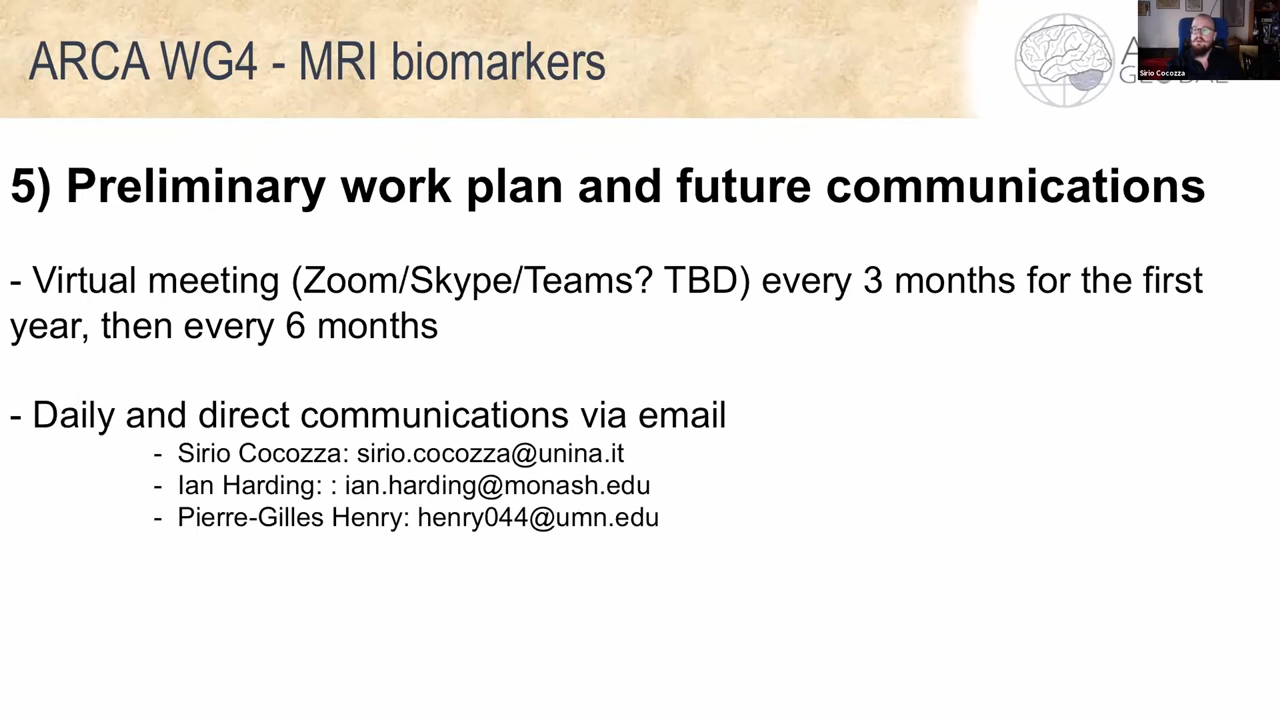 ARCA WG4 - MRI biomarkers
Sirio Cocozza
5) Preliminary work plan and future communications
- Virtual meeting (Zoom/Skype/Teams? TBD) every 3 months for the first
year, then every 6 months
- Daily and direct communications via email
- Sirio Cocozza: sirio.cocozza@unina.it
- Ian Harding: : ian.harding@monash.edu
- Pierre-Gilles Henry: henry044@umn.edu